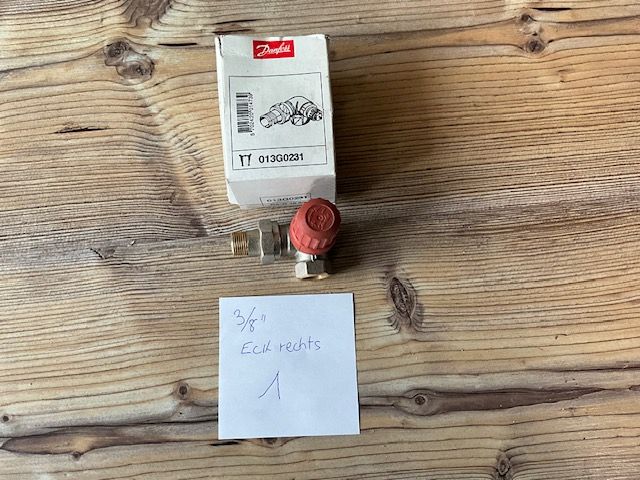 Danfoss
013G0231
3/8"
Eck rechts
1